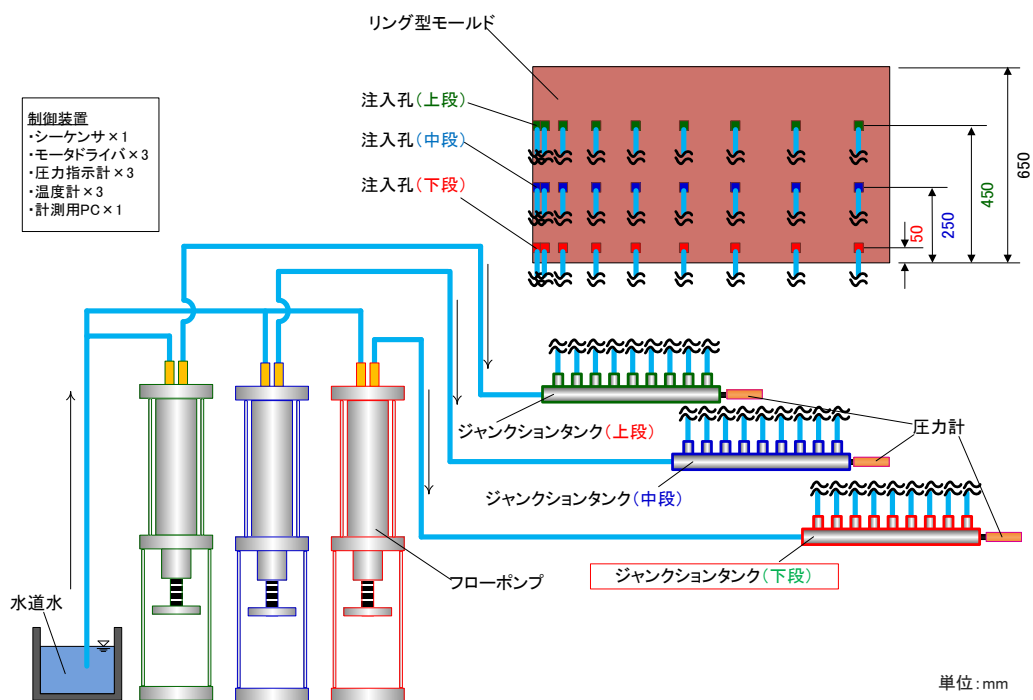 リング型モールド
注入孔(上段)
注入孔(中段)
注入孔(下段)
50
250
450
650
制御装置
・シーケンサ×1
・モータドライバ×3
・圧力指示計×3
・温度計×3
・計測用PC×1
ジャンクションタンク(上段)
圧力計
ジャンクションタンク(中段)
ジャンクションタンク(下段)
フローポンプ
水道水
単位:mm